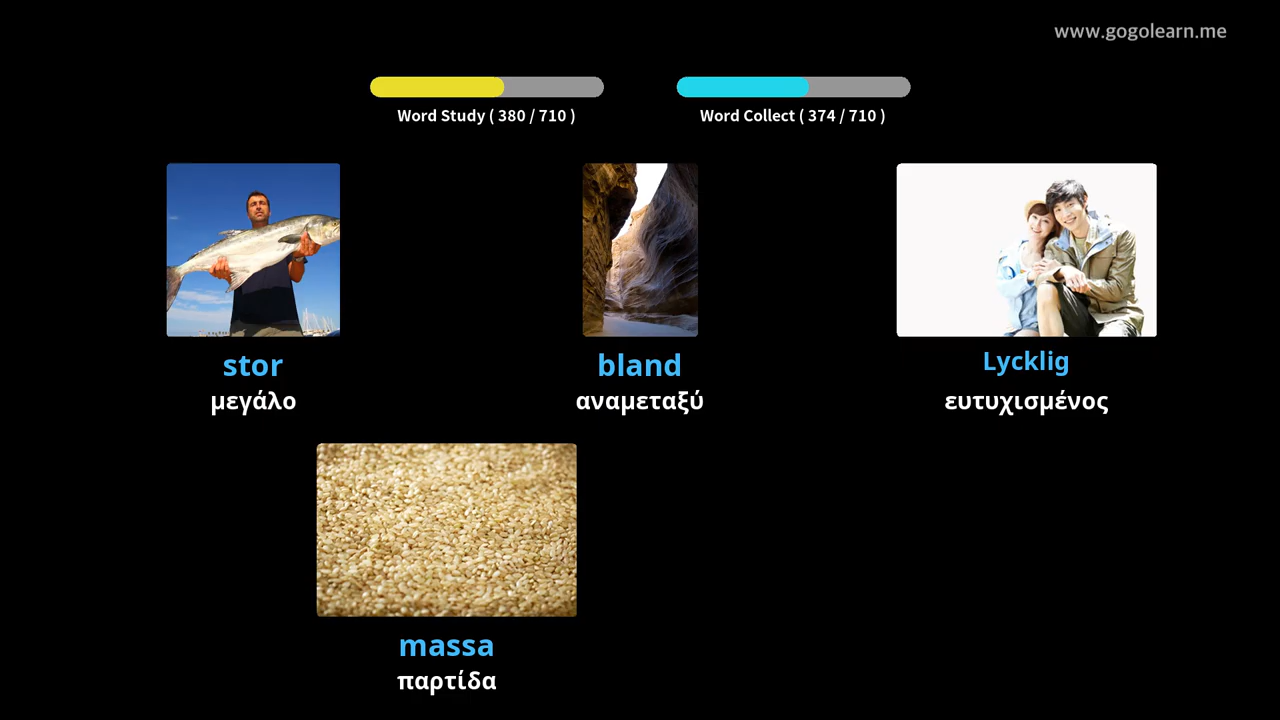 www.gogolearn.me
Word Study ( 380 / 710 )
Word Collect ( 374 / 710 )
stor
μεγάλο
bland
αναμεταξύ
Lycklig
ευτυχισμένος
massa
παρτίδα